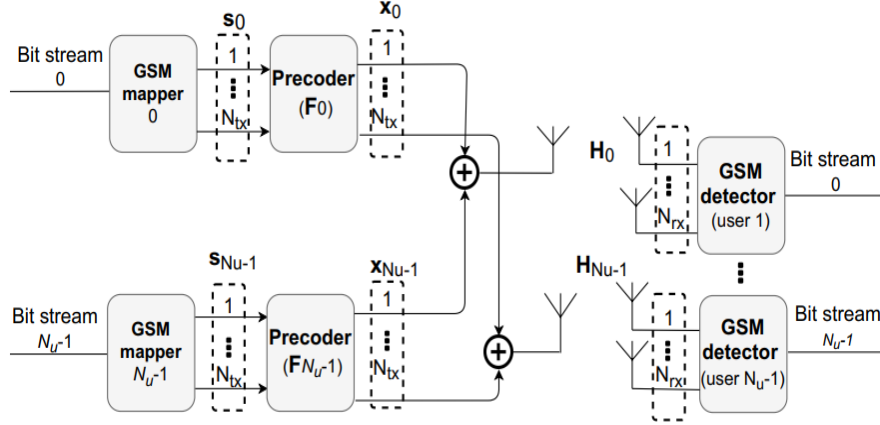 s0
x0
Bit stream
0
GSM
mapper
0
1
Ntx
Precoder
(F0)
1
Ntx
+
H0
1
Nrx
GSM
detector
(user 1)
Bit stream
0
sNu-1
xNu-1
HNu-1
Bit stream
Nu-1
GSM
mapper
Nu-1
1
Ntx
Precoder
(FNu-1)
1
Ntx
+
1
Nrx
GSM
detector
(user Nu-1)
Bit stream
Nu-1